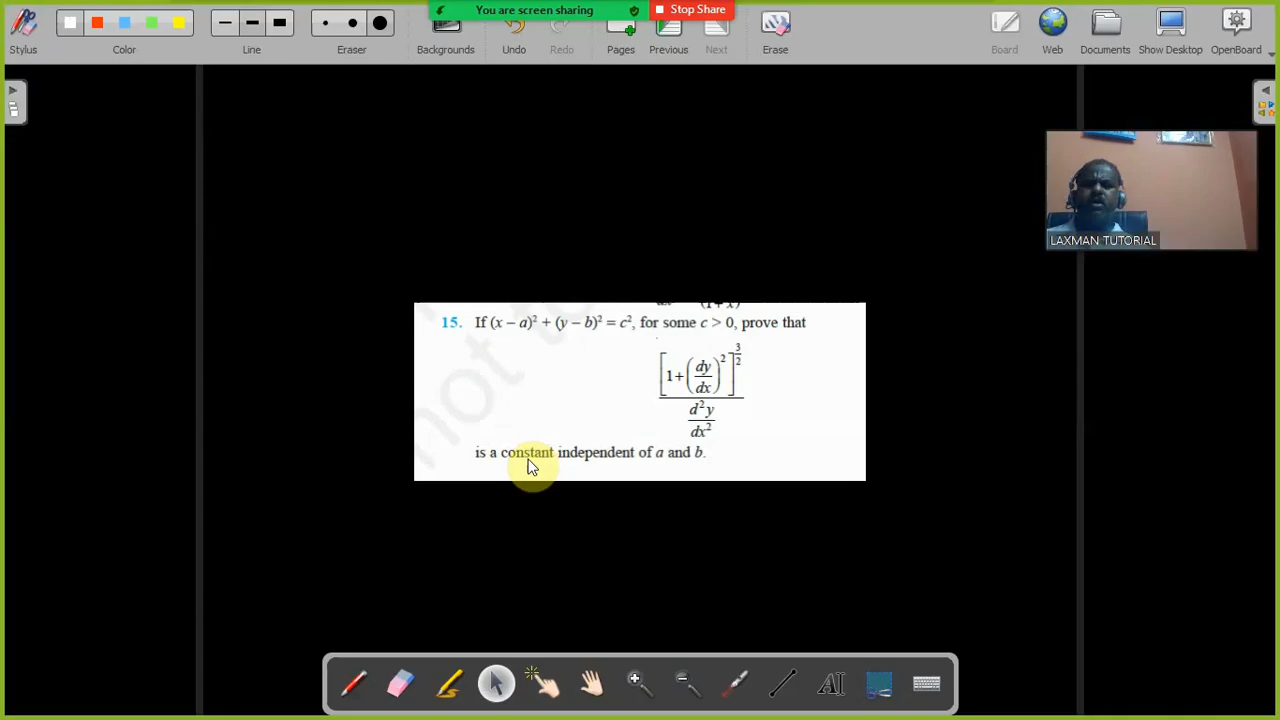 You are screen sharing
Stop Share
Stylus
Color
Line
Eraser
Backgrounds
Undo
Redo
Pages
Previous
Next
Erase
Board
Web
Documents
Show Desktop
OpenBoard
LAXMAN TUTORIAL
15. If (x – a)² + (y – b)² = c², for some c > 0, prove that
[1+(dy/dx)²]^(3/2)
d²y
dx²
is a constant independent of a and b.
not
AI